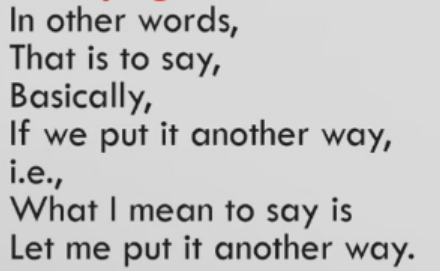 In other words,
That is to say,
Basically,
If we put it another way,
i.e.,
What I mean to say is
Let me put it another way.